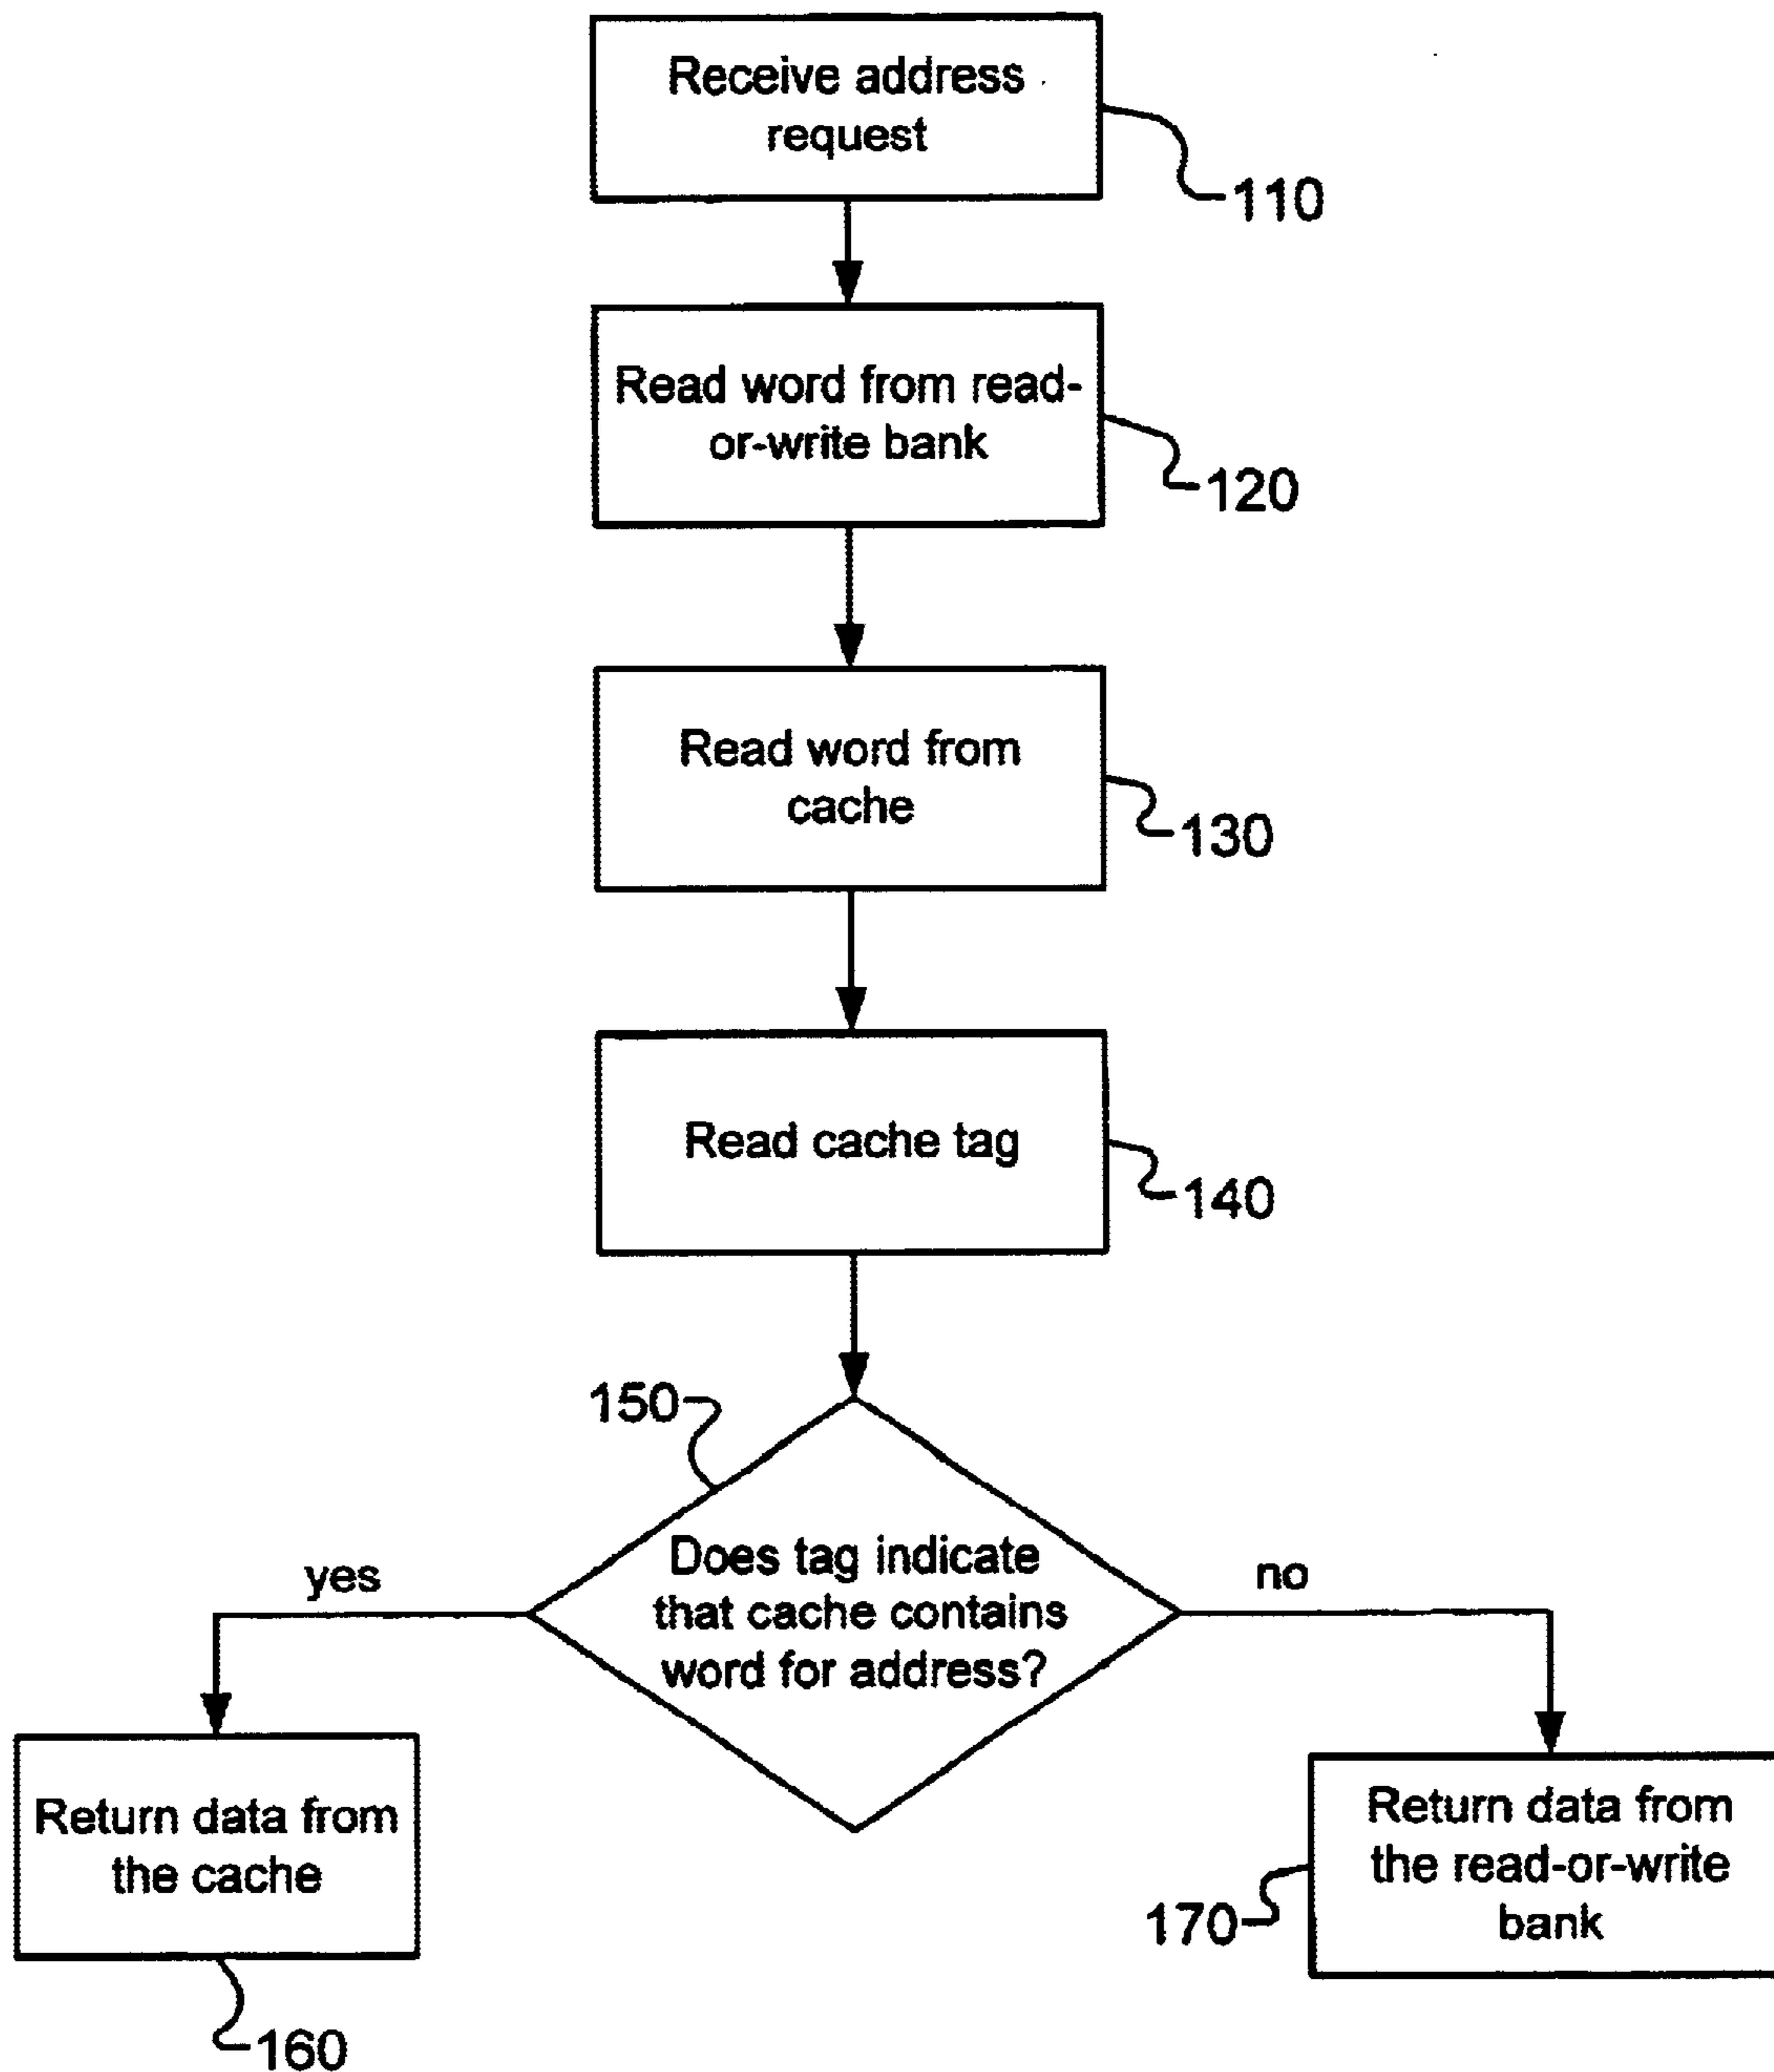 Receive address
request
110
Read word from read-
or-write bank
120
Read word from
cache
130
Read cache tag
140
150
Does tag indicate
that cache contains
word for address?
yes
no
Return data from
the cache
160
Return data from
the read-or-write
bank
170